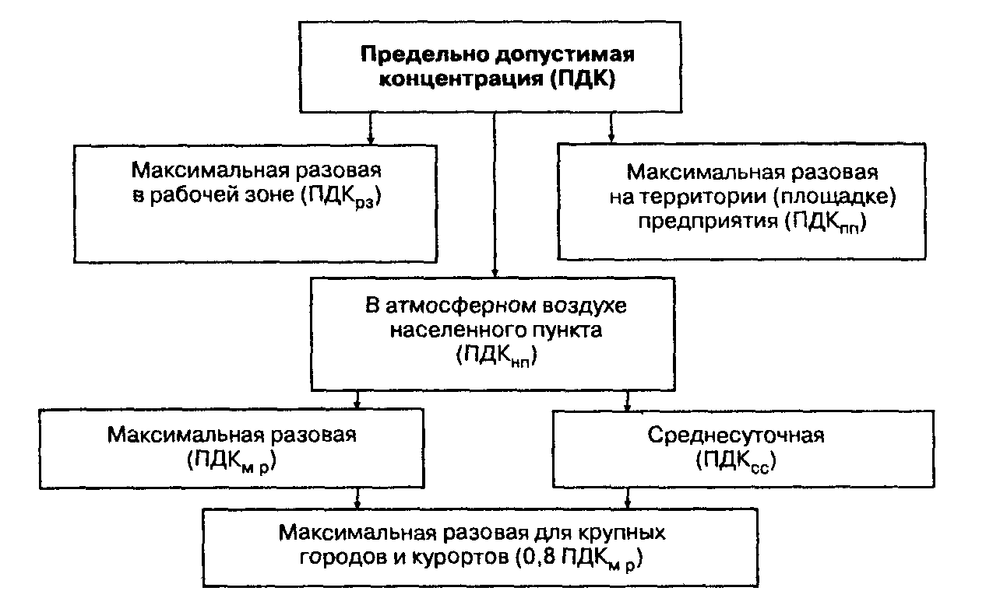 Предельно допустимая
концентрация (ПДК)
Максимальная разовая
в рабочей зоне (ПДКрз)
Максимальная разовая
на территории (площадке)
предприятия (ПДКпп)
В атмосферном воздухе
населенного пункта
(ПДКнп)
Максимальная разовая
(ПДКм р)
Среднесуточная
(ПДКсс)
Максимальная разовая для крупных
городов и курортов (0,8 ПДКм р)